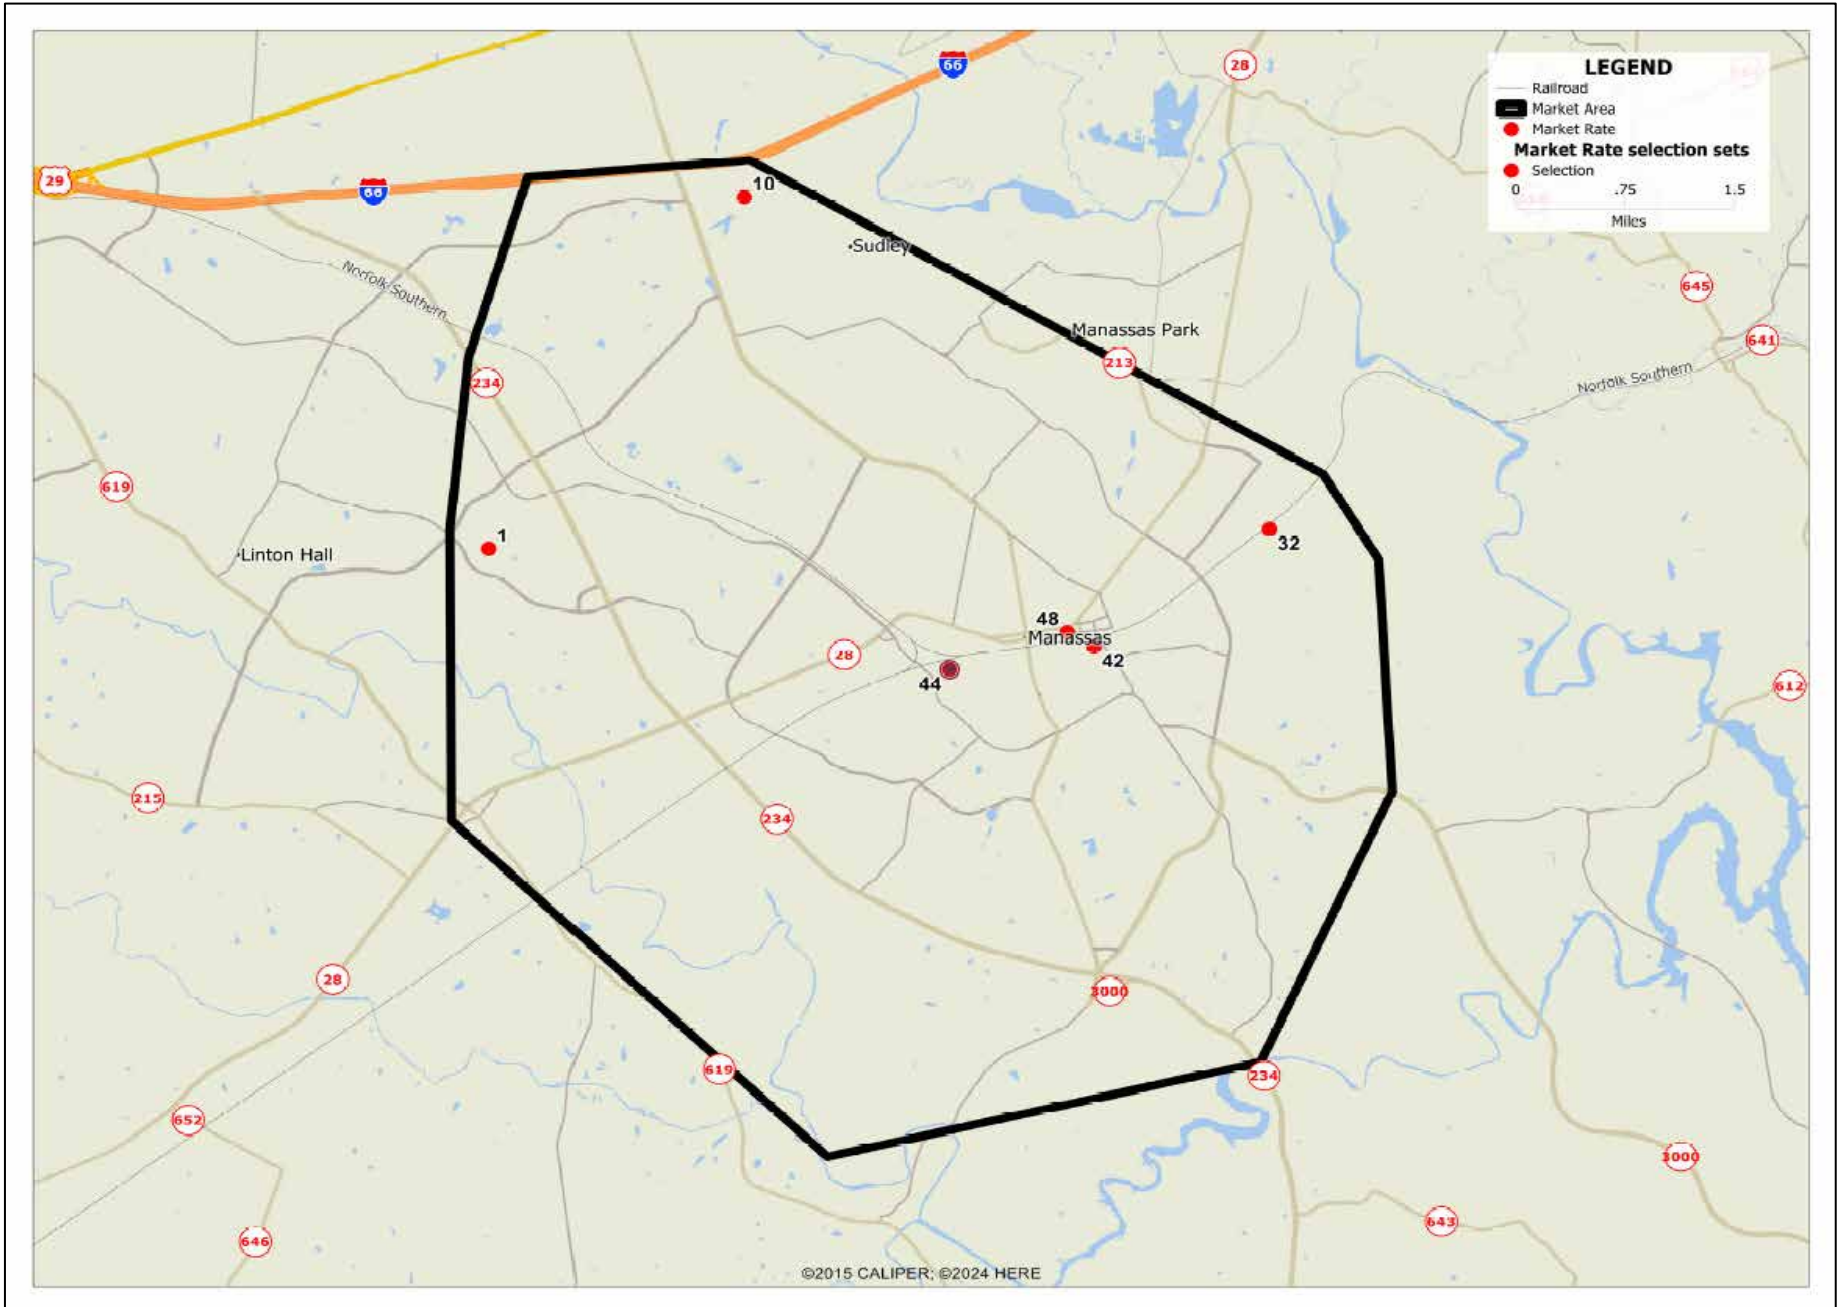 66
28
LEGEND
Railroad
Market Area
Market Rate
Market Rate selection sets
Selection
0 .75 1.5
Miles
29
66
10
Sudley
Norfolk Southern
645
Manassas Park
641
213
234
Norfolk Southern
619
1
32
Linton Hall
48
Manassas
28
42
44
612
215
234
28
3000
619
234
652
3000
643
646
©2015 CALIPER; ©2024 HERE